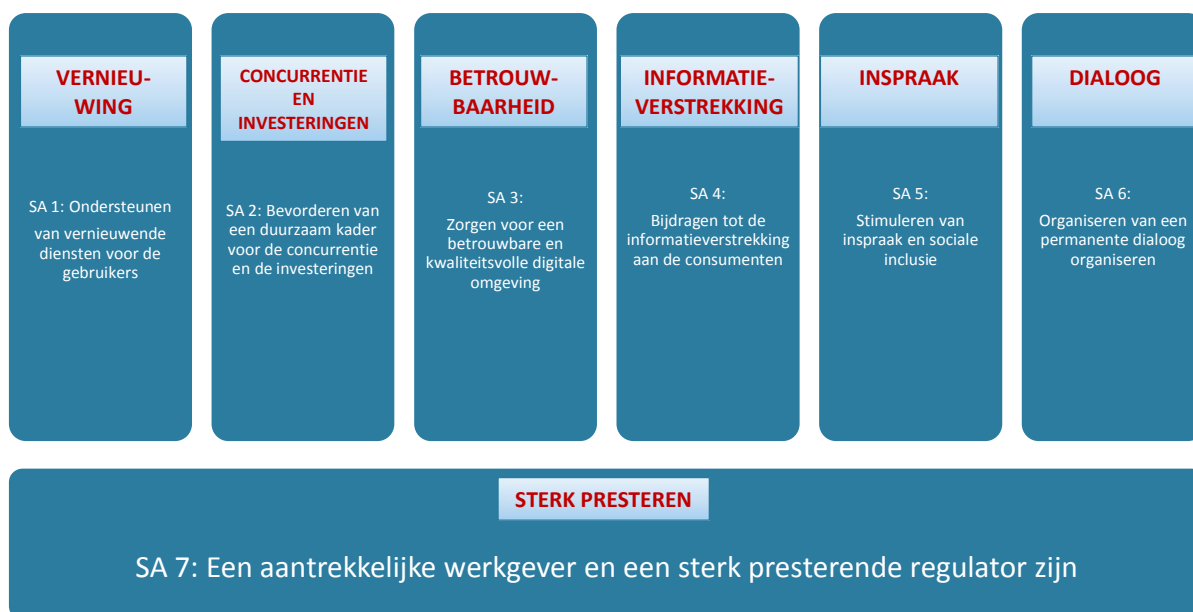 VERNIEU-
WING
SA 1: Ondersteunen
van vernieuwende
diensten voor de
gebruikers
CONCURRENTIE
EN
INVESTERINGEN
SA 2: Bevorderen van
een duurzaam kader
voor de concurrentie
en de investeringen
BETROUW-
BAARHEID
SA 3:
Zorgen voor een
betrouwbare en
kwaliteitsvolle digitale
omgeving
INFORMATIE-
VERSTREKKING
SA 4:
Bijdragen tot de
informatieverstrekking
aan de consumenten
INSPRAAK
SA 5:
Stimuleren van
inspraak en sociale
inclusie
DIALOOG
SA 6:
Organiseren van een
permanente dialoog
organiseren
STERK PRESTEREN
SA 7: Een aantrekkelijke werkgever en een sterk presterende regulator zijn